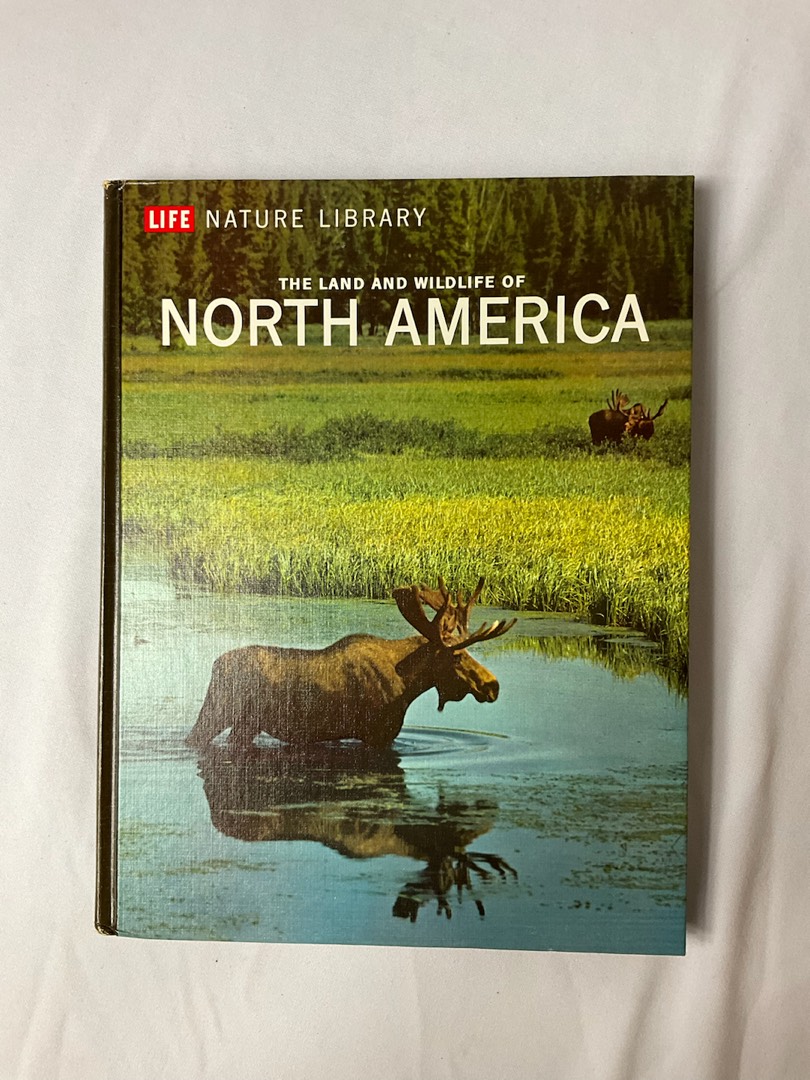 LIFE NATURE LIBRARY
THE LAND AND WILDLIFE OF
NORTH AMERICA